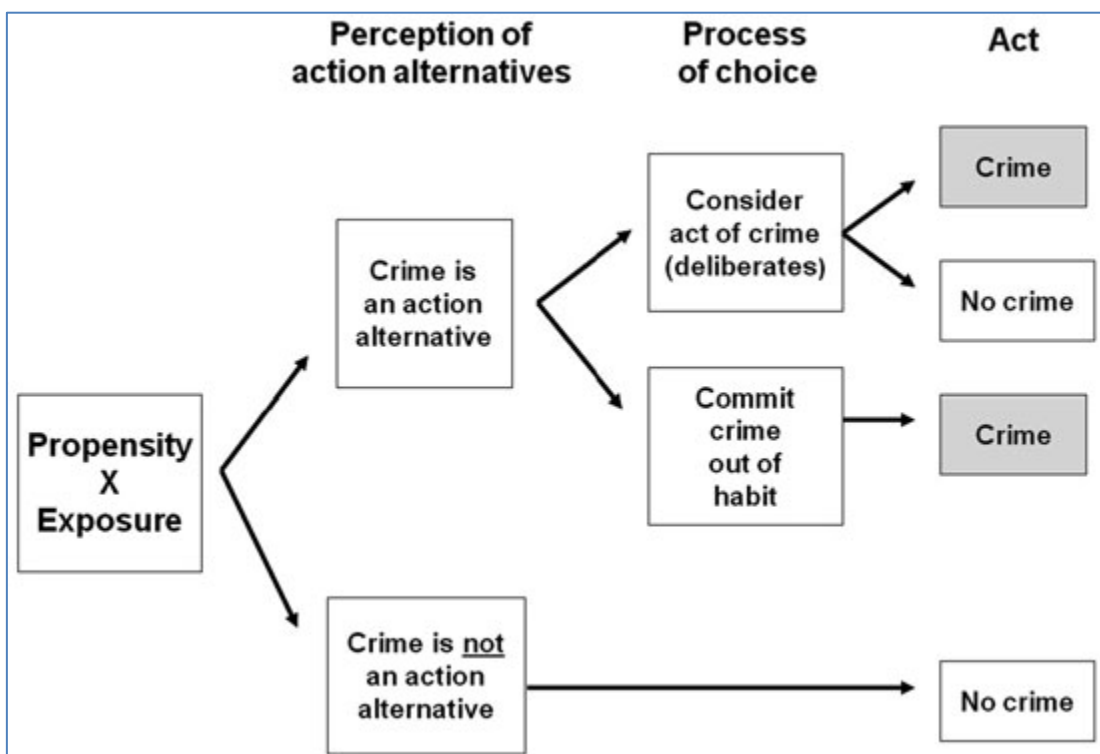 Perception of
action alternatives
Process
of choice
Act
Propensity
X
Exposure
Crime is
an action
alternative
Crime is not
an action
alternative
Consider
act of crime
(deliberates)
Commit
crime
out of
habit
Crime
No crime
Crime
No crime